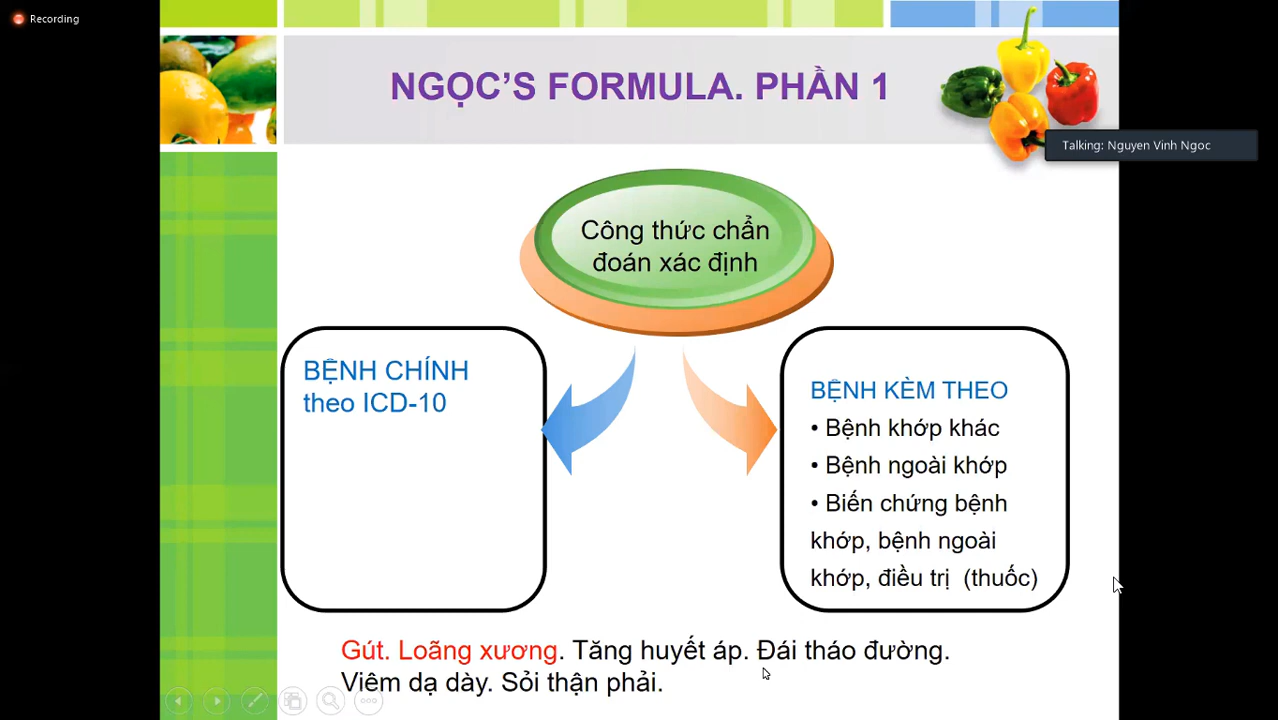 Recording
NGỌC’S FORMULA. PHẦN 1
Talking: Nguyen Vinh Ngoc
Công thức chẩn
đoán xác định
BỆNH CHÍNH
theo ICD-10
BỆNH KÈM THEO
• Bệnh khớp khác
• Bệnh ngoài khớp
• Biến chứng bệnh
khớp, bệnh ngoài
khớp, điều trị (thuốc)
Gút. Loãng xương. Tăng huyết áp. Đái tháo đường.
Viêm dạ dày. Sỏi thận phải.